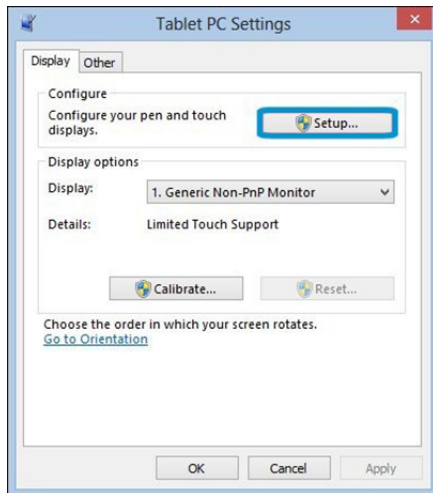 Tablet PC Settings
Display
Other
Configure
Configure your pen and touch
displays.
Setup...
Display options
Display:
1. Generic Non-PnP Monitor
Details:
Limited Touch Support
Calibrate...
Reset...
Choose the order in which your screen rotates.
Go to Orientation
OK
Cancel
Apply